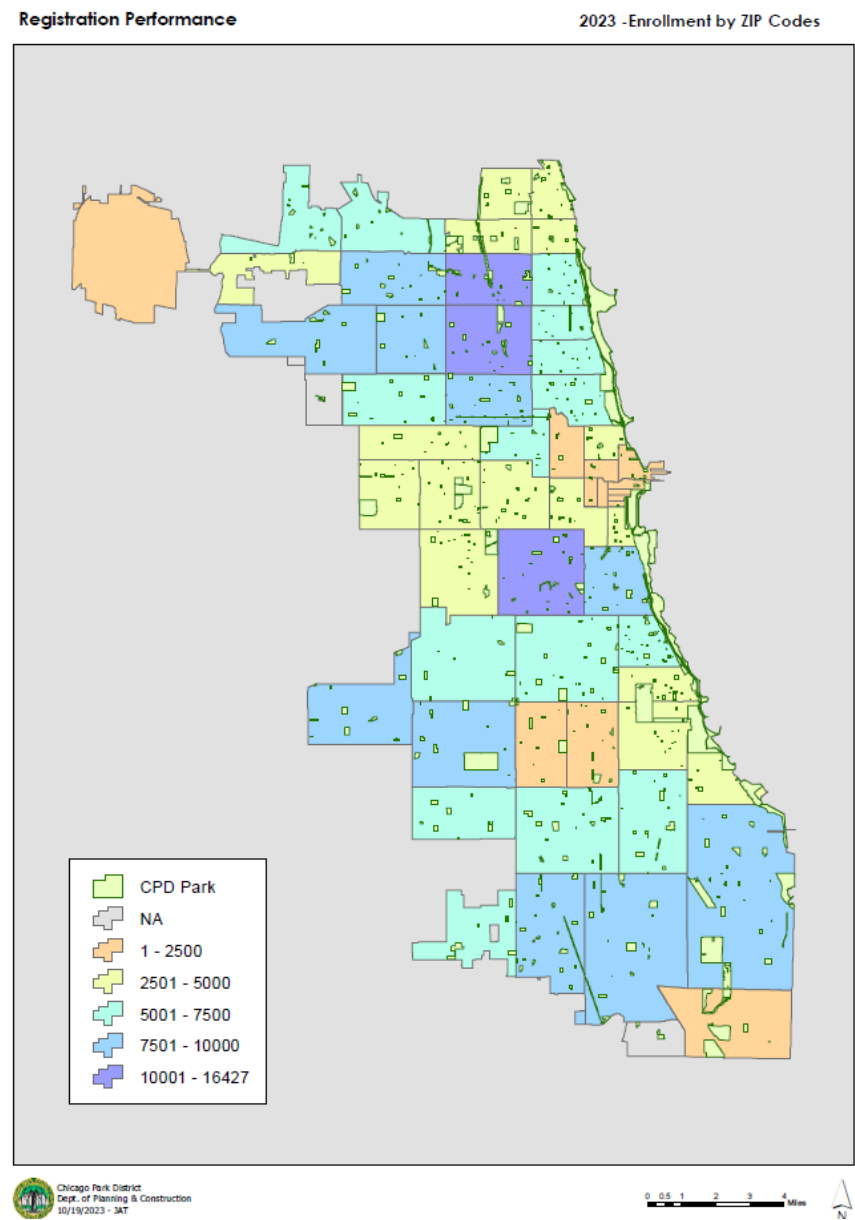 Registration Performance
2023 -Enrollment by ZIP Codes
CPD Park
NA
1 - 2500
2501 - 5000
5001 - 7500
7501 - 10000
10001 - 16427
Chicago Park District
Dept. of Planning & Construction
10/19/2023 - JAT
0 0.5 1 2 3 4
Miles
N